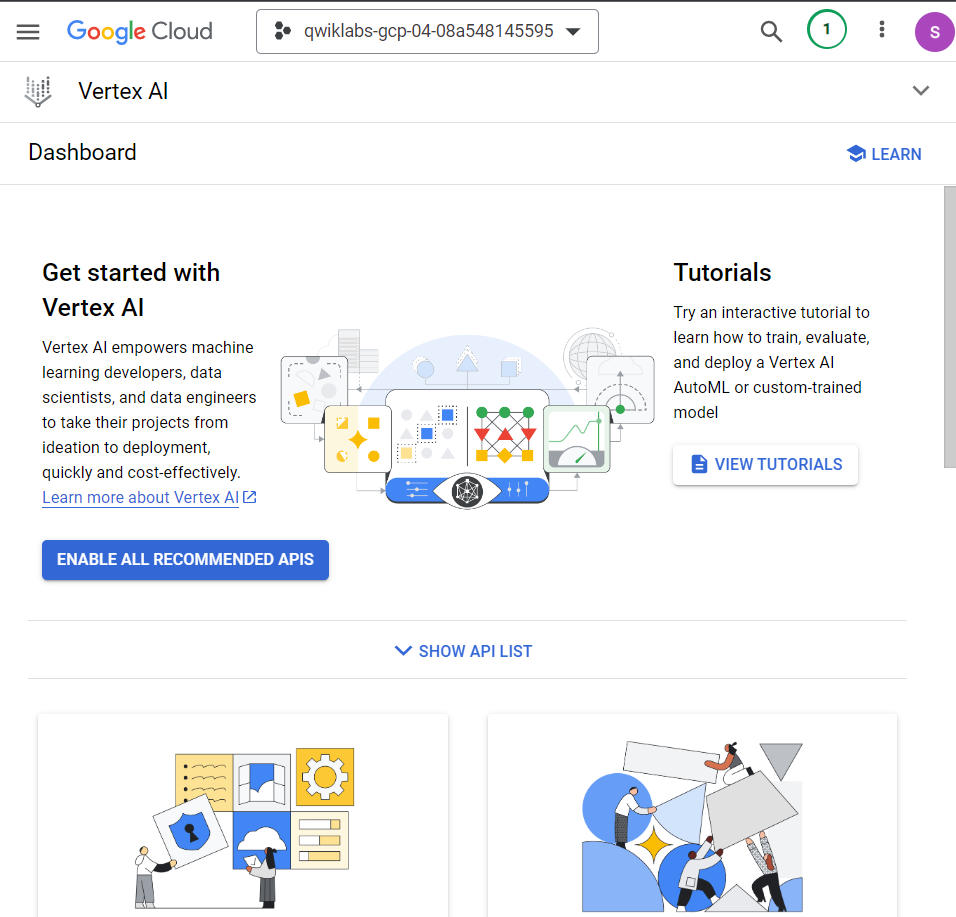 Google Cloud
qwiklabs-gcp-04-08a548145595
1
S
Vertex AI
Dashboard
LEARN
Get started with
Vertex AI
Vertex AI empowers machine
learning developers, data
scientists, and data engineers
to take their projects from
ideation to deployment,
quickly and cost-effectively.
Learn more about Vertex AI
ENABLE ALL RECOMMENDED APIS
Tutorials
Try an interactive tutorial to
learn how to train, evaluate,
and deploy a Vertex AI
AutoML or custom-trained
model
VIEW TUTORIALS
SHOW API LIST